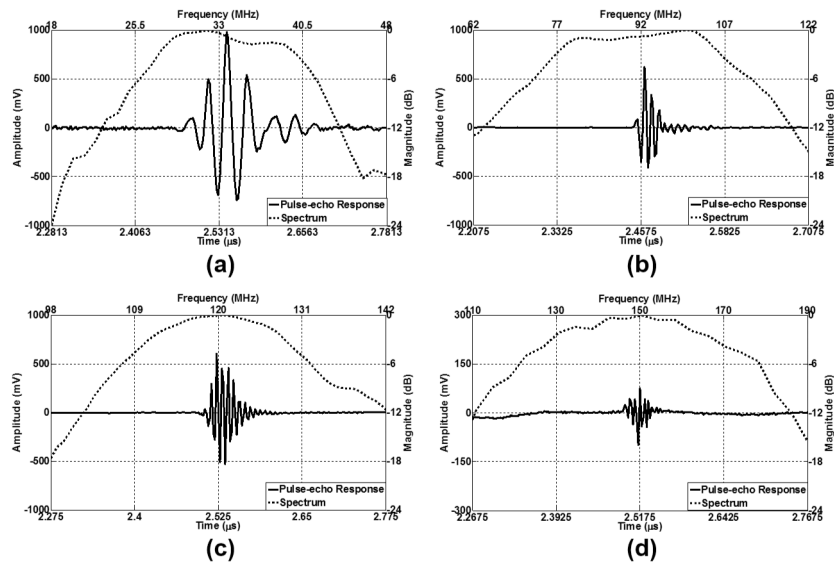 Frequency (MHz)
18 25.5 33 40.5 48
1000 500 0 -500 -1000
Amplitude (mV)
0 -6 -12 -18 -24
Magnitude (dB)
Pulse-echo Response
Spectrum
2.2813 2.4063 2.5313 2.6563 2.7813
Time (μs)
(a)
Frequency (MHz)
62 77 92 107 122
1000 500 0 -500 -1000
Amplitude (mV)
0 -6 -12 -18 -24
Magnitude (dB)
Pulse-echo Response
Spectrum
2.2075 2.3325 2.4575 2.5825 2.7075
Time (μs)
(b)
Frequency (MHz)
98 109 120 131 142
1000 500 0 -500 -1000
Amplitude (mV)
0 -6 -12 -18 -24
Magnitude (dB)
Pulse-echo Response
Spectrum
2.275 2.4 2.525 2.65 2.775
Time (μs)
(c)
Frequency (MHz)
110 130 150 170 190
300 150 0 -150 -300
Amplitude (mV)
0 -6 -12 -18 -24
Magnitude (dB)
Pulse-echo Response
Spectrum
2.2675 2.3925 2.5175 2.6425 2.7675
Time (μs)
(d)